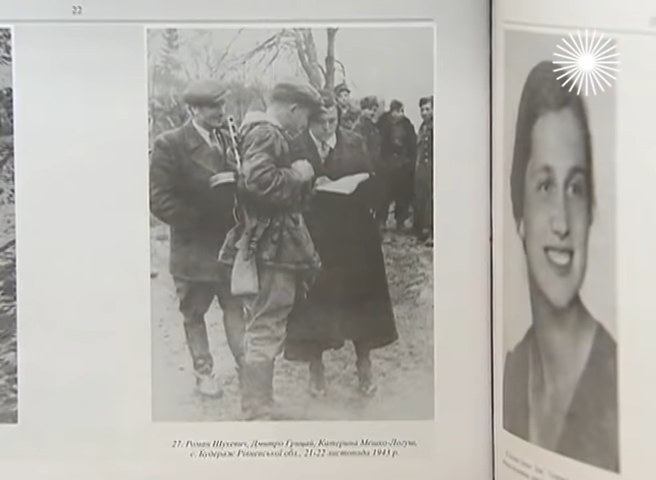 22
27. Роман Шухевич, Дмитро Грицай, Катерина Мешко-Логуш,
с. Будераж Рівненської обл., 21-22 листопада 1943 р.